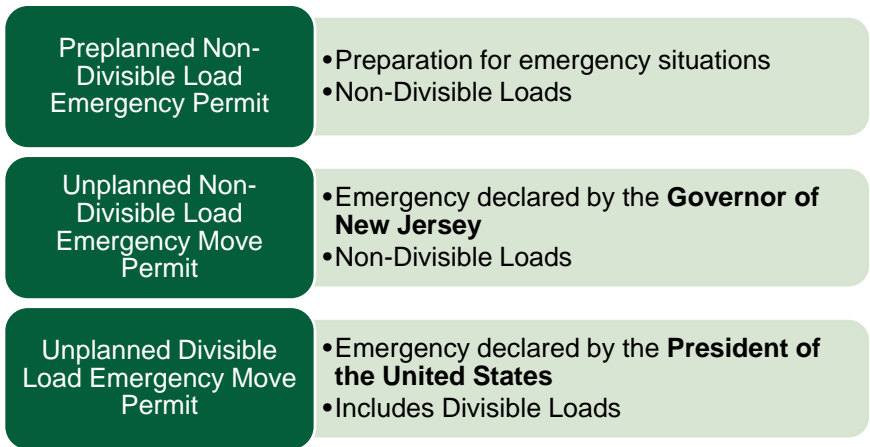 Preplanned Non-
Divisible Load
Emergency Permit
•Preparation for emergency situations
•Non-Divisible Loads
Unplanned Non-
Divisible Load
Emergency Move
Permit
•Emergency declared by the Governor of
New Jersey
•Non-Divisible Loads
Unplanned Divisible
Load Emergency Move
Permit
•Emergency declared by the President of
the United States
•Includes Divisible Loads